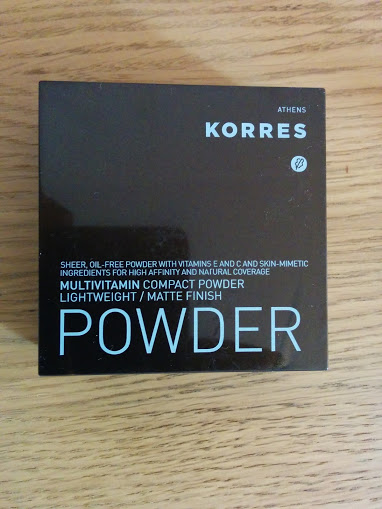 ATHENS
KORRES
SHEER, OIL-FREE POWDER WITH VITAMINS E AND C AND SKIN-MIMETIC
INGREDIENTS FOR HIGH AFFINITY AND NATURAL COVERAGE
MULTIVITAMIN COMPACT POWDER
LIGHTWEIGHT / MATTE FINISH
POWDER